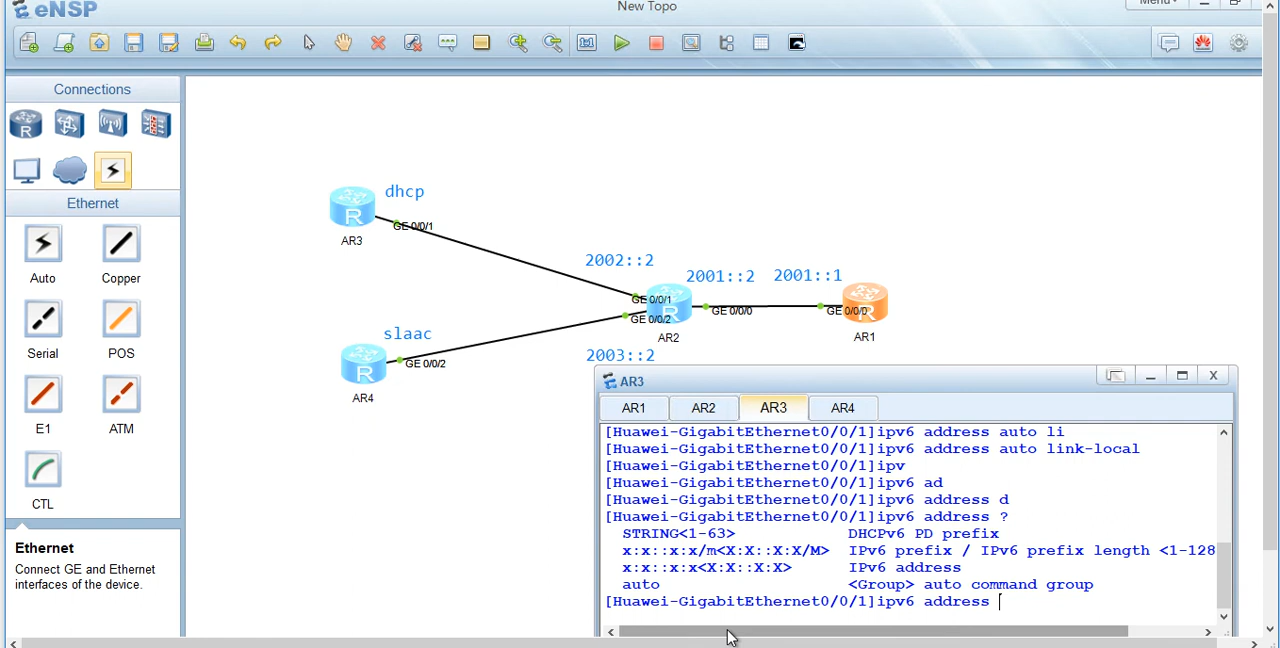 eNSP
New Topo
Menu
Connections
Ethernet
Auto
Copper
Serial
POS
E1
ATM
CTL
Ethernet
Connect GE and Ethernet
interfaces of the device.
dhcp
GE 0/0/1
AR3
slaac
GE 0/0/2
AR4
2002::2
2001::2
2001::1
GE 0/0/1
GE 0/0/2
GE 0/0/0
GE 0/0/0
R
R
R
R
R
AR2
AR1
2003::2
AR3
AR1
AR2
AR3
AR4
[Huawei-GigabitEthernet0/0/1]ipv6 address auto li
[Huawei-GigabitEthernet0/0/1]ipv6 address auto link-local
[Huawei-GigabitEthernet0/0/1]ipv
[Huawei-GigabitEthernet0/0/1]ipv6 ad
[Huawei-GigabitEthernet0/0/1]ipv6 address d
[Huawei-GigabitEthernet0/0/1]ipv6 address ?
STRING<1-63> DHCPv6 PD prefix
x:x::x:x/m<X:X::X:X/M> IPv6 prefix / IPv6 prefix length <1-128
x:x::x:x<X:X::X:X> IPv6 address
auto <Group> auto command group
[Huawei-GigabitEthernet0/0/1]ipv6 address